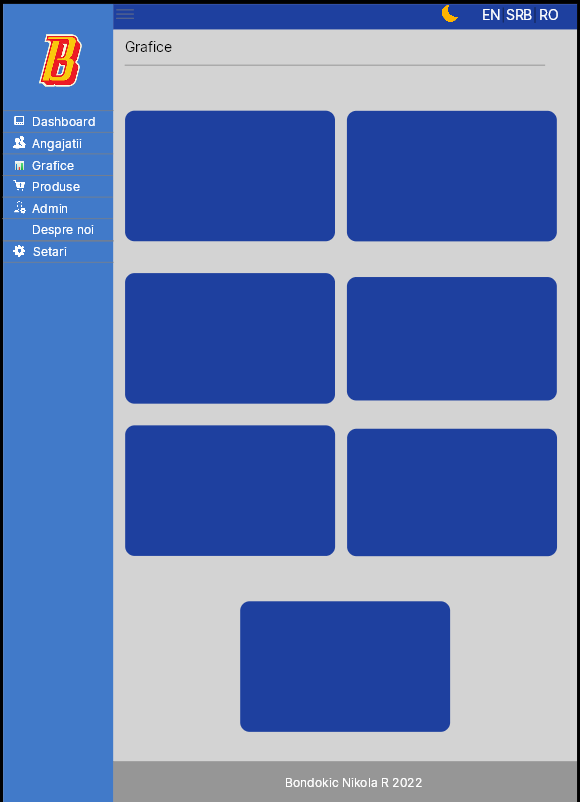 B
EN SRB RO
Grafice
Dashboard
Angajatii
Grafice
Produse
Admin
Despre noi
Setari
Bondokic Nikola R 2022